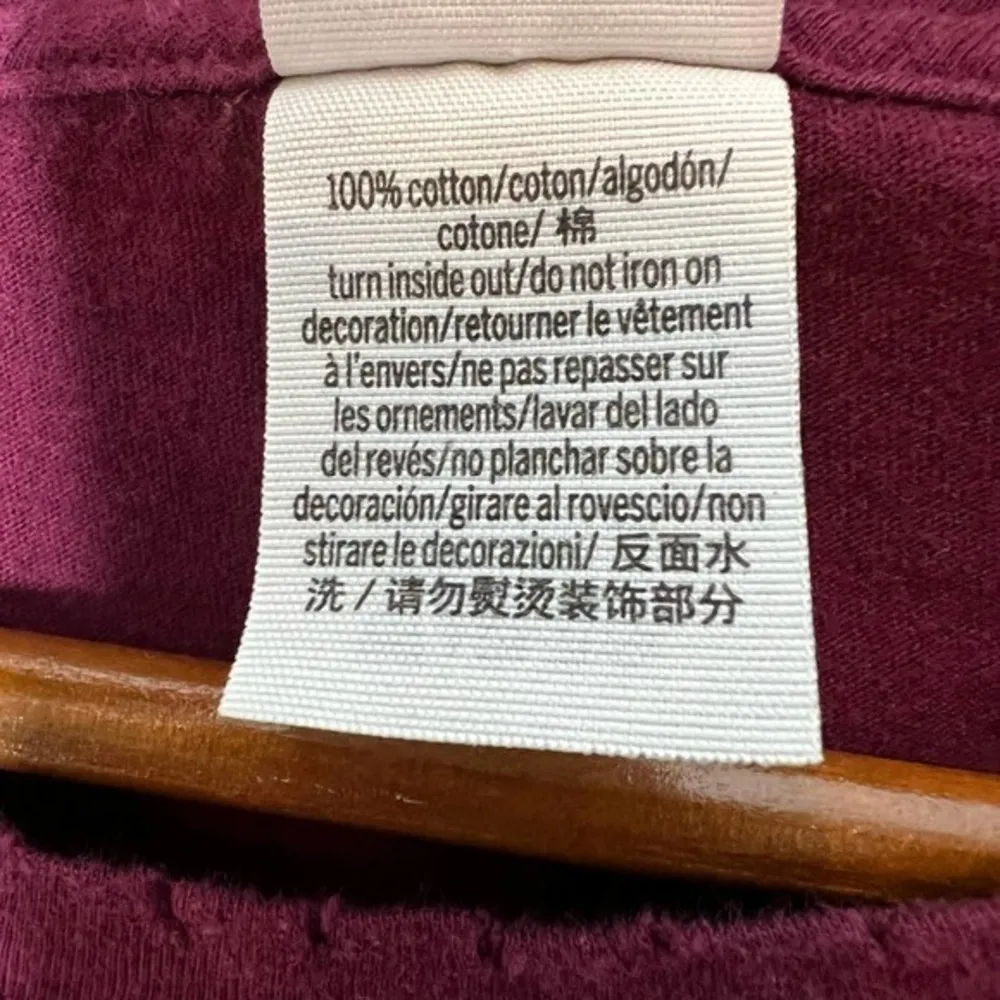 100% cotton/coton/algodón/
cotone/ 棉
turn inside out/do not iron on
decoration/retourner le vêtement
à l'envers/ne pas repasser sur
les ornements/lavar del lado
del revés/no planchar sobre la
decoración/girare al rovescio/non
stirare le decorazioni/ 反面水
洗 / 请勿熨烫装饰部分